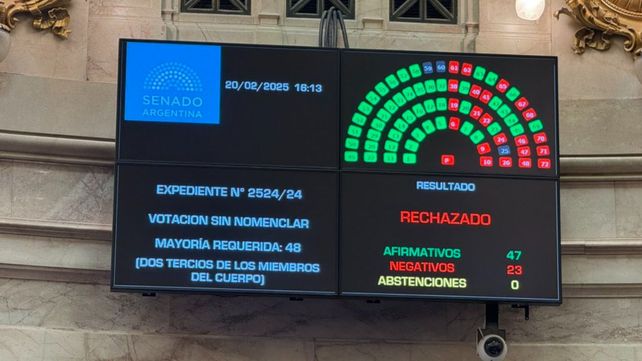 SENADO
ARGENTINA
20/02/2025 16:13
EXPEDIENTE N° 2524/24
VOTACION SIN NOMENCLAR
MAYORÍA REQUERIDA: 48
(DOS TERCIOS DE LOS MIEMBROS
DEL CUERPO)
RESULTADO
RECHAZADO
AFIRMATIVOS 47
NEGATIVOS 23
ABSTENCIONES 0